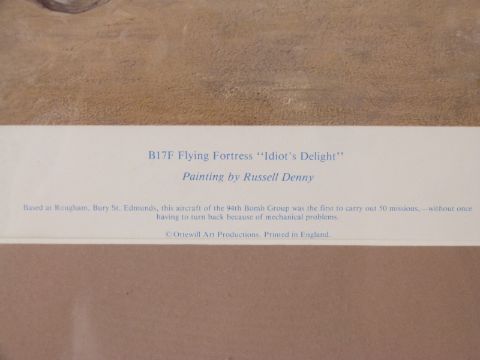 B17F Flying Fortress "Idiot's Delight"
Painting by Russell Denny
Based at Rougham, Bury St. Edmunds, this aircraft of the 94th Bomb Group was the first to carry out 50 missions,—without once
having to turn back because of mechanical problems.
© Ortewill Art Productions. Printed in England.